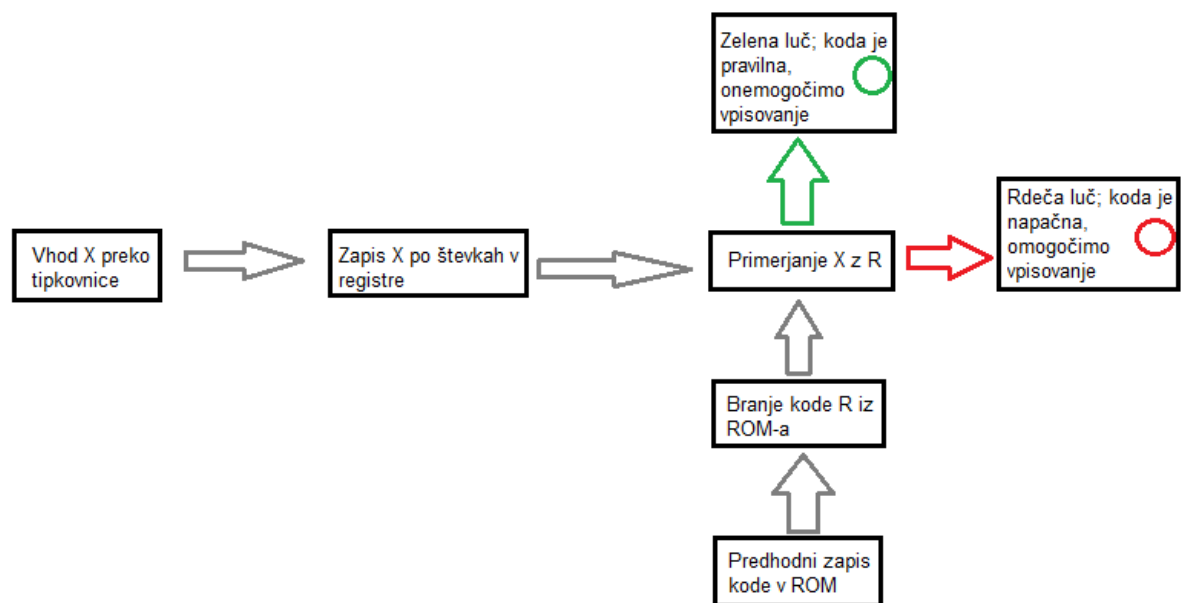 Zelena luč; koda je
pravilna,
onemogočimo
vpisovanje
Rdeča luč; koda je
napačna,
omogočimo
vpisovanje
Vhod X preko
tipkovnice
Zapis X po števkah v
registre
Primerjanje X z R
Branje kode R iz
ROM-a
Predhodni zapis
kode v ROM